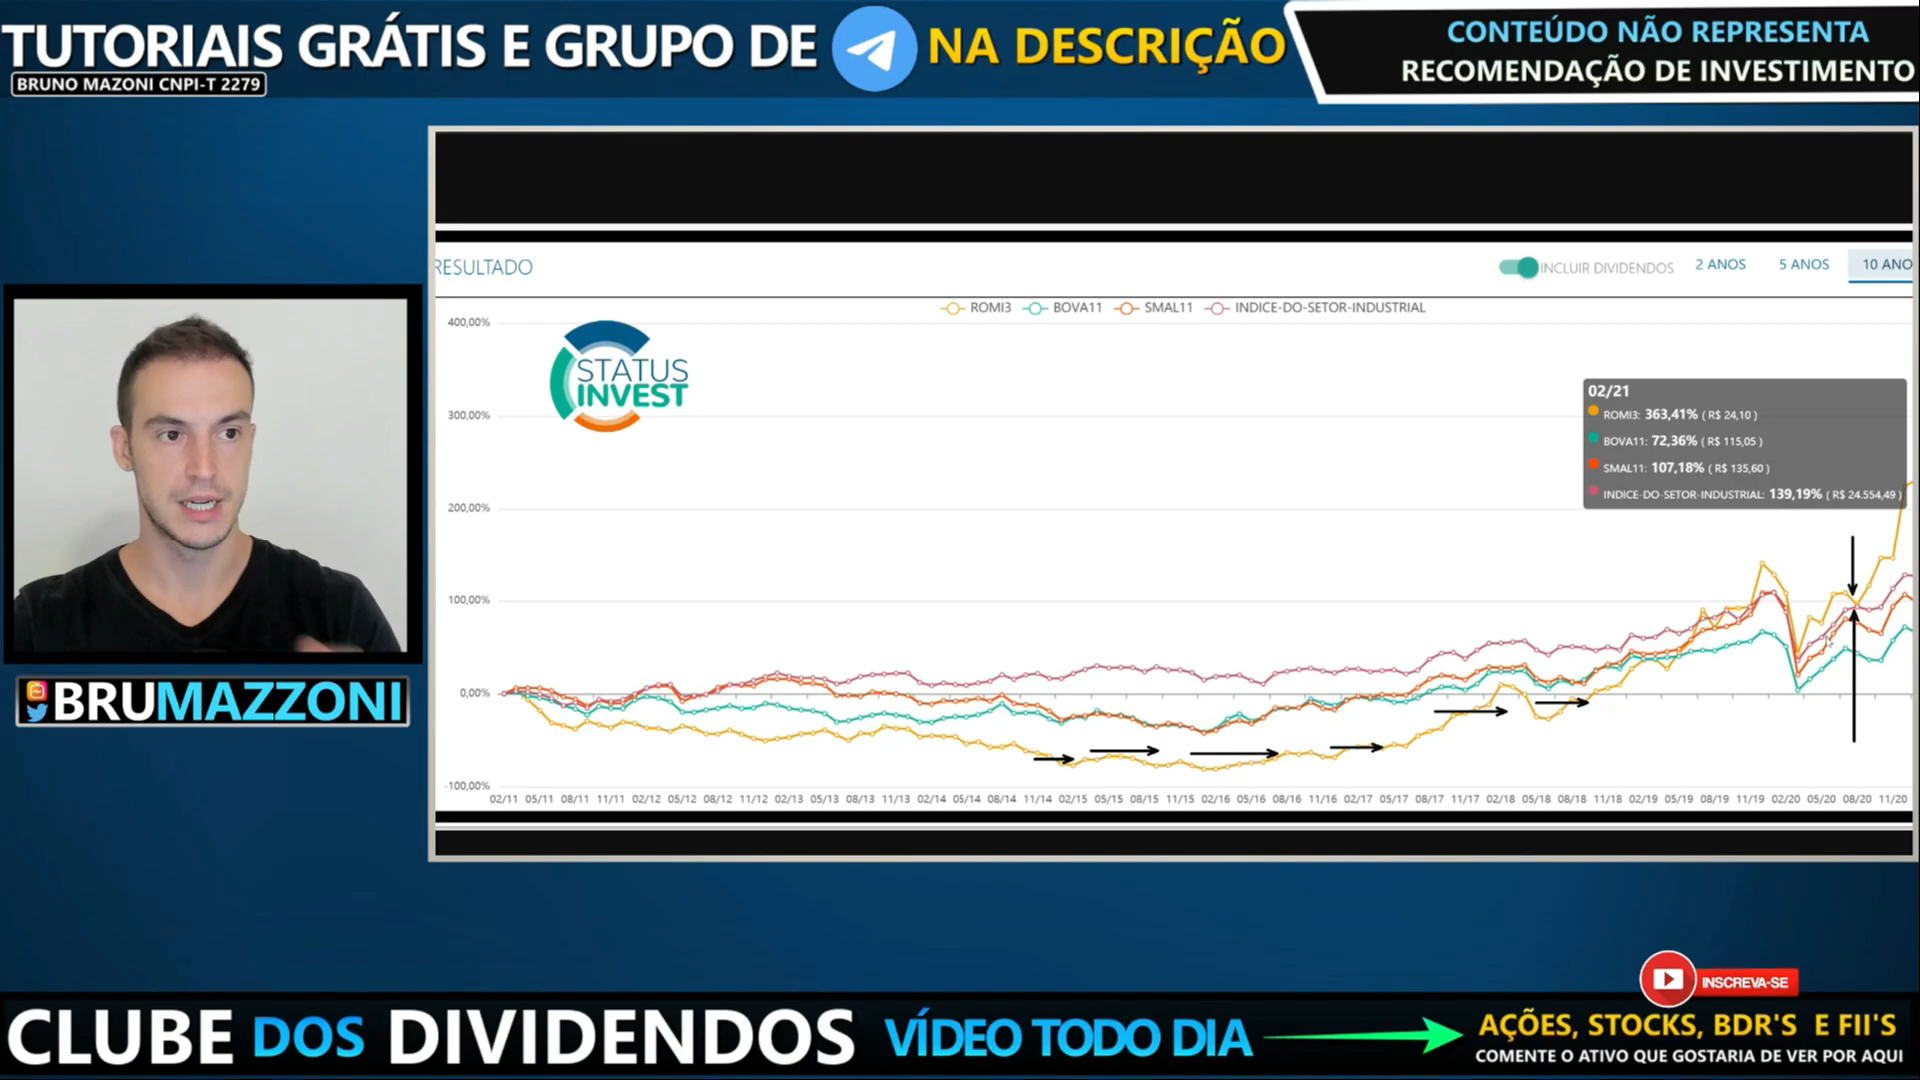 TUTORIAIS GRÁTIS E GRUPO DE NA DESCRIÇÃO
BRUNO MAZONI CNPI-T 2279
CONTEÚDO NÃO REPRESENTA
RECOMENDAÇÃO DE INVESTIMENTO
RESULTADO
INCLUIR DIVIDENDOS
2 ANOS
5 ANOS
10 ANO
ROMI3
BOVA11
SMAL11
INDICE-DO-SETOR-INDUSTRIAL
STATUS
INVEST
400,00%
300,00%
200,00%
100,00%
0,00%
-100,00%
02/21
ROMI3: 363,41% ( R$ 24,10 )
BOVA11: 72,36% ( R$ 115,05 )
SMAL11: 107,18% ( R$ 135,60 )
INDICE-DO-SETOR-INDUSTRIAL: 139,19% ( R$ 24.554,49 )
02/11 05/11 08/11 11/11 02/12 05/12 08/12 11/12 02/13 05/13 08/13 11/13 02/14 05/14 08/14 11/14 02/15 05/15 08/15 11/15 02/16 05/16 08/16 11/16 02/17 05/17 08/17 11/17 02/18 05/18 08/18 11/18 02/19 05/19 08/19 11/19 02/20 05/20 08/20 11/20
BRUMAZZONI
INSCREVA-SE
CLUBE DOS DIVIDENDOS
VÍDEO TODO DIA
AÇÕES, STOCKS, BDR'S E FII'S
COMENTE O ATIVO QUE GOSTARIA DE VER POR AQUI